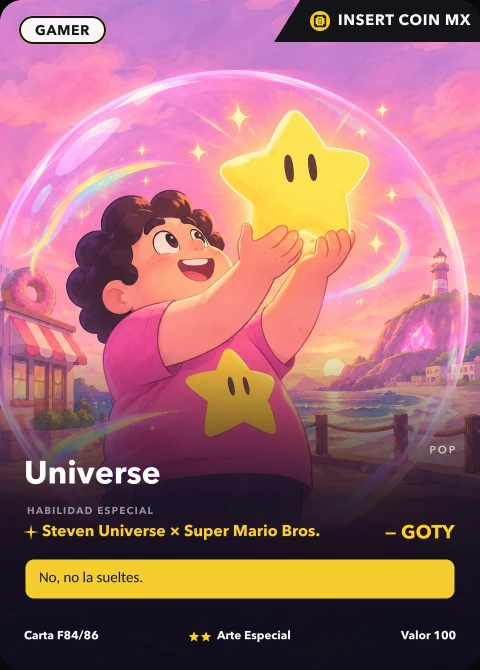 GAMER
INSERT COIN MX
POP
Universe
HABILIDAD ESPECIAL
Steven Universe × Super Mario Bros.
– GOTY
No, no la sueltes.
Carta F84/86
Arte Especial
Valor 100